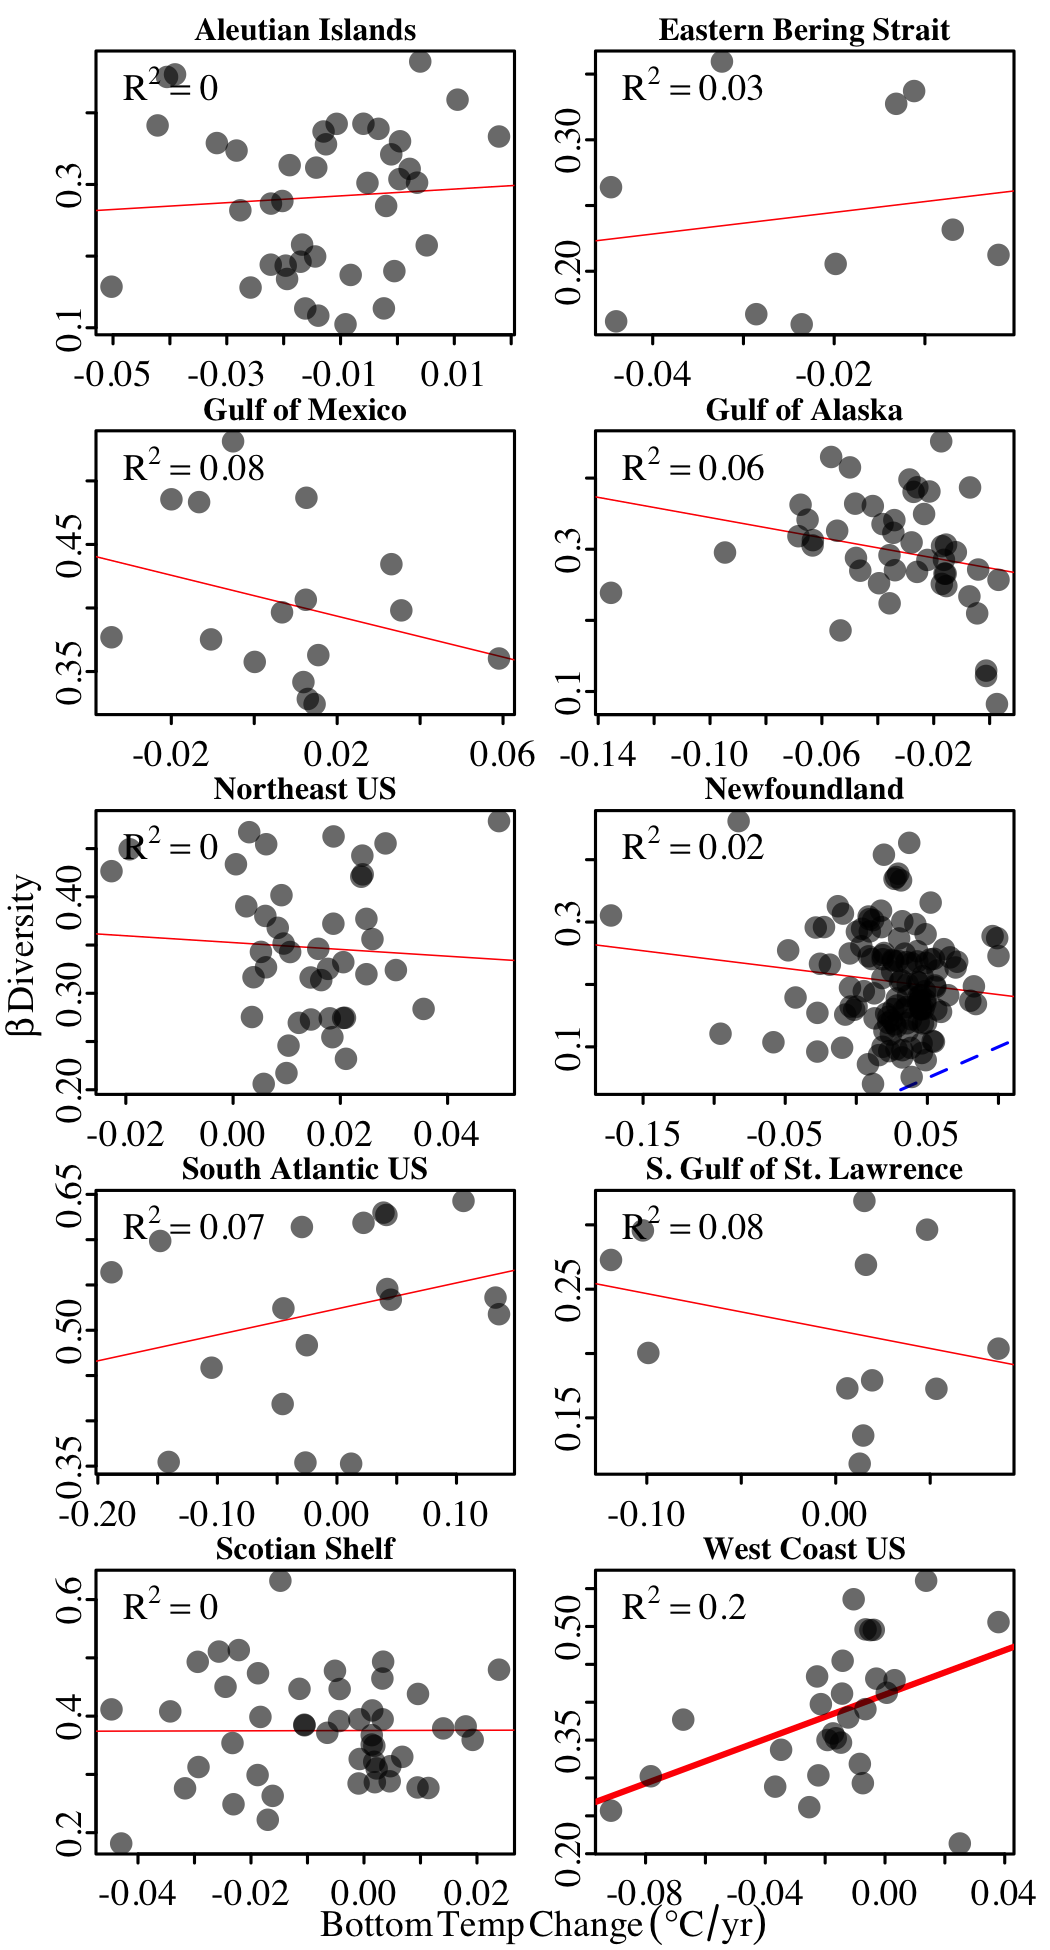 Aleutian Islands
R² = 0
0.1 0.3
-0.05 -0.03 -0.01 0.01
Eastern Bering Strait
R² = 0.03
0.20 0.30
-0.04 -0.02
Gulf of Mexico
R² = 0.08
0.35 0.45
-0.02 0.02 0.06
Gulf of Alaska
R² = 0.06
0.1 0.3
-0.14 -0.10 -0.06 -0.02
Northeast US
R² = 0
0.20 0.30 0.40
-0.02 0.00 0.02 0.04
Newfoundland
R² = 0.02
0.1 0.3
-0.15 -0.05 0.05
South Atlantic US
R² = 0.07
0.35 0.50 0.65
-0.20 -0.10 0.00 0.10
S. Gulf of St. Lawrence
R² = 0.08
0.15 0.25
-0.10 0.00
Scotian Shelf
R² = 0
0.2 0.4 0.6
-0.04 -0.02 0.00 0.02
West Coast US
R² = 0.2
0.20 0.35 0.50
-0.08 -0.04 0.00 0.04
β Diversity
Bottom Temp Change (°C/yr)